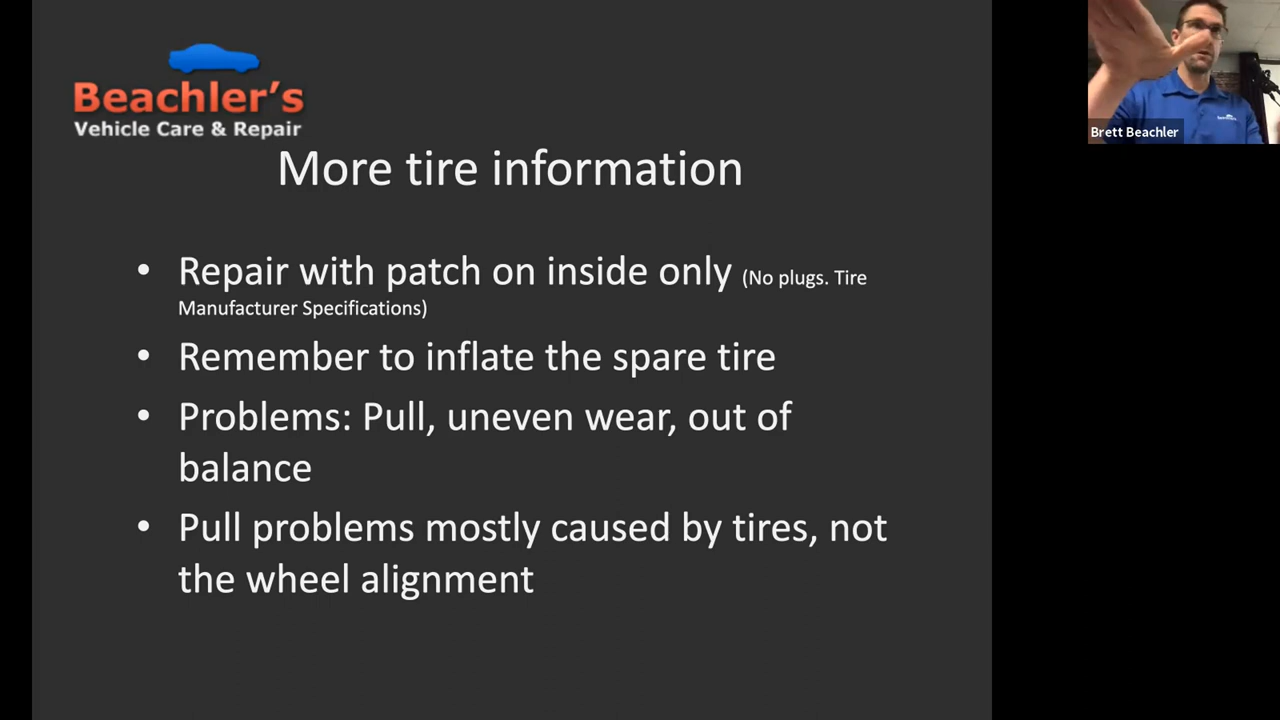 Beachler's
Vehicle Care & Repair
More tire information
• Repair with patch on inside only (No plugs. Tire
Manufacturer Specifications)
• Remember to inflate the spare tire
• Problems: Pull, uneven wear, out of
balance
• Pull problems mostly caused by tires, not
the wheel alignment
Brett Beachler